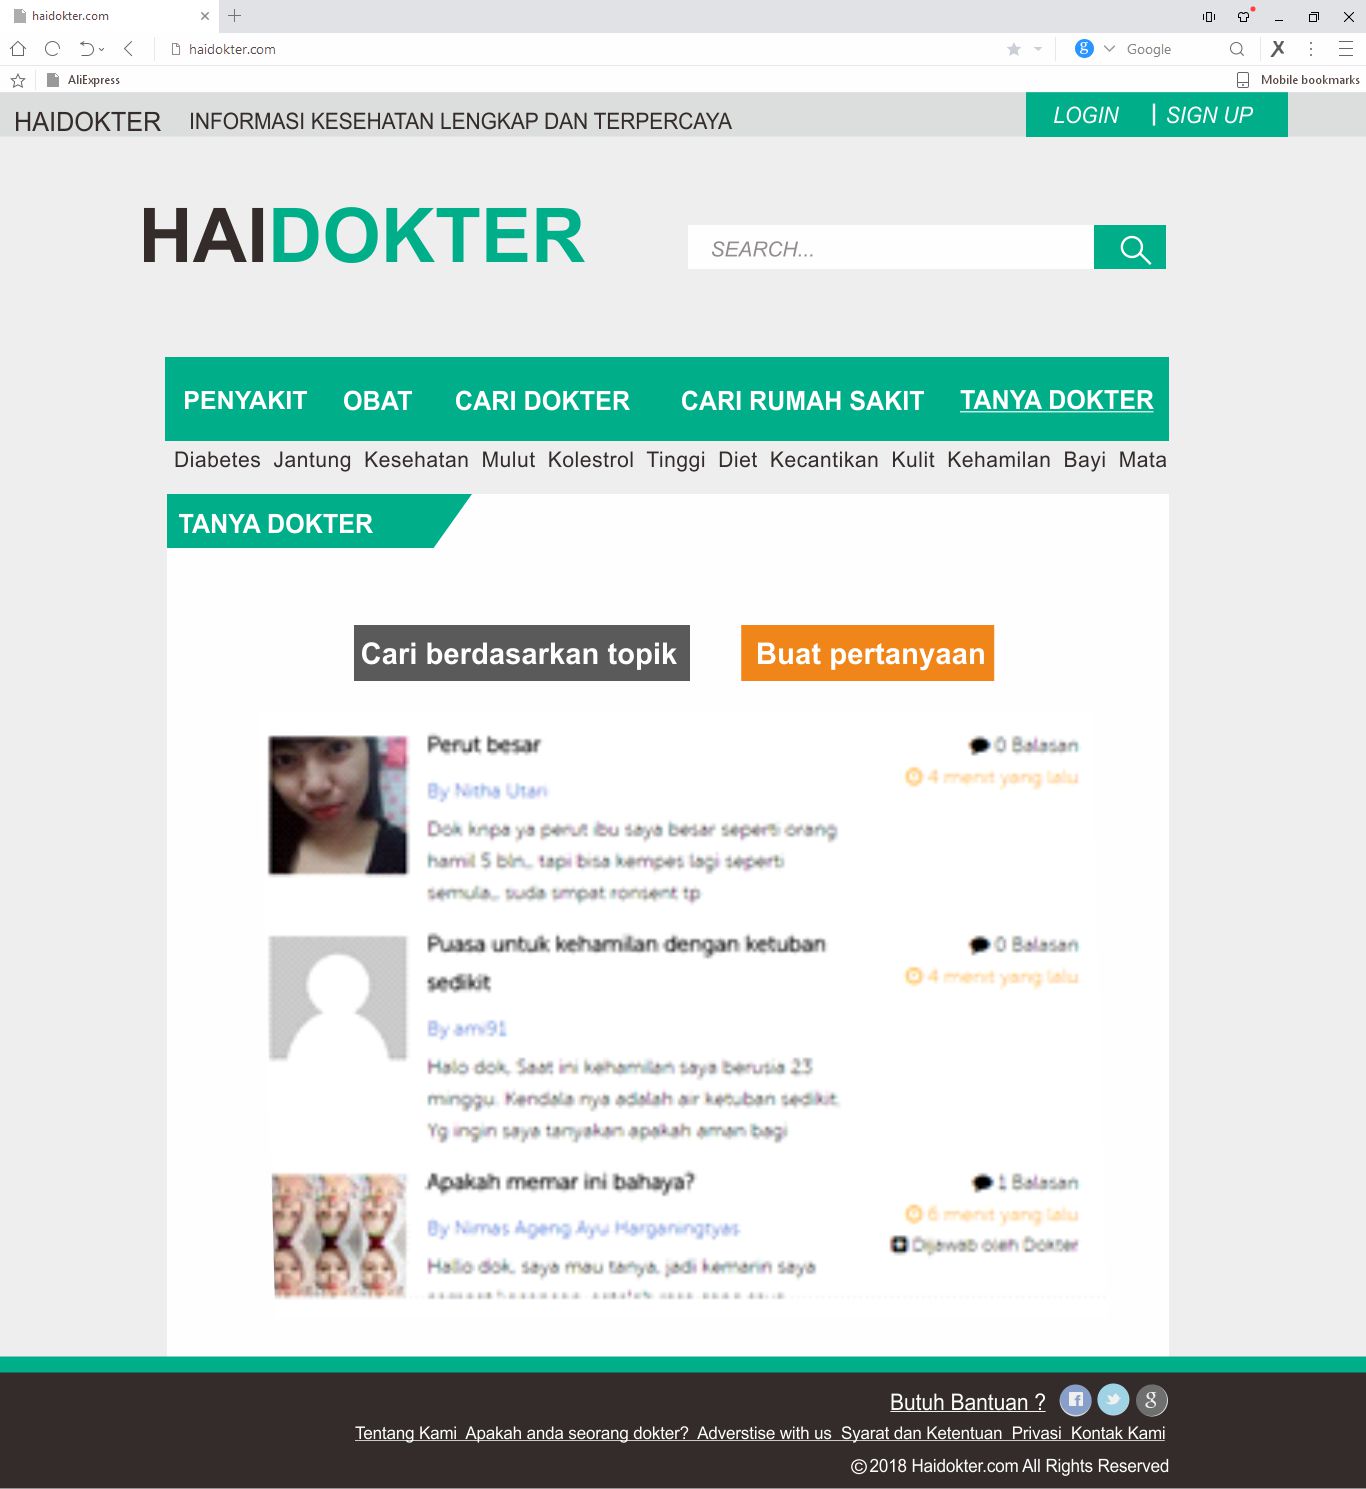 haidokter.com
haidokter.com
Google
AliExpress
Mobile bookmarks
HAIDOKTER INFORMASI KESEHATAN LENGKAP DAN TERPERCAYA
LOGIN | SIGN UP
HAIDOKTER
SEARCH...
PENYAKIT OBAT CARI DOKTER CARI RUMAH SAKIT TANYA DOKTER
Diabetes Jantung Kesehatan Mulut Kolestrol Tinggi Diet Kecantikan Kulit Kehamilan Bayi Mata
TANYA DOKTER
Cari berdasarkan topik
Buat pertanyaan
Perut besar
0 Balasan
4 menit yang lalu
By Nitha Utari
Dok knpa ya perut ibu saya besar seperti orang
hamil 5 bln,, tapi bisa kempes lagi seperti
semula,, suda smpat ronsent tp
Puasa untuk kehamilan dengan ketuban
sedikit
0 Balasan
4 menit yang lalu
By ami91
Halo dok, Saat ini kehamilan saya berusia 23
minggu. Kendala nya adalah air ketuban sedikit.
Yg ingin saya tanyakan apakah aman bagi
Apakah memar ini bahaya?
1 Balasan
6 menit yang lalu
Dijawab oleh Dokter
By Nimas Ageng Ayu Harganingtyas
Hallo dok, saya mau tanya, jadi kemarin saya
Butuh Bantuan ?
Tentang Kami Apakah anda seorang dokter? Adverstise with us Syarat dan Ketentuan Privasi Kontak Kami
©2018 Haidokter.com All Rights Reserved